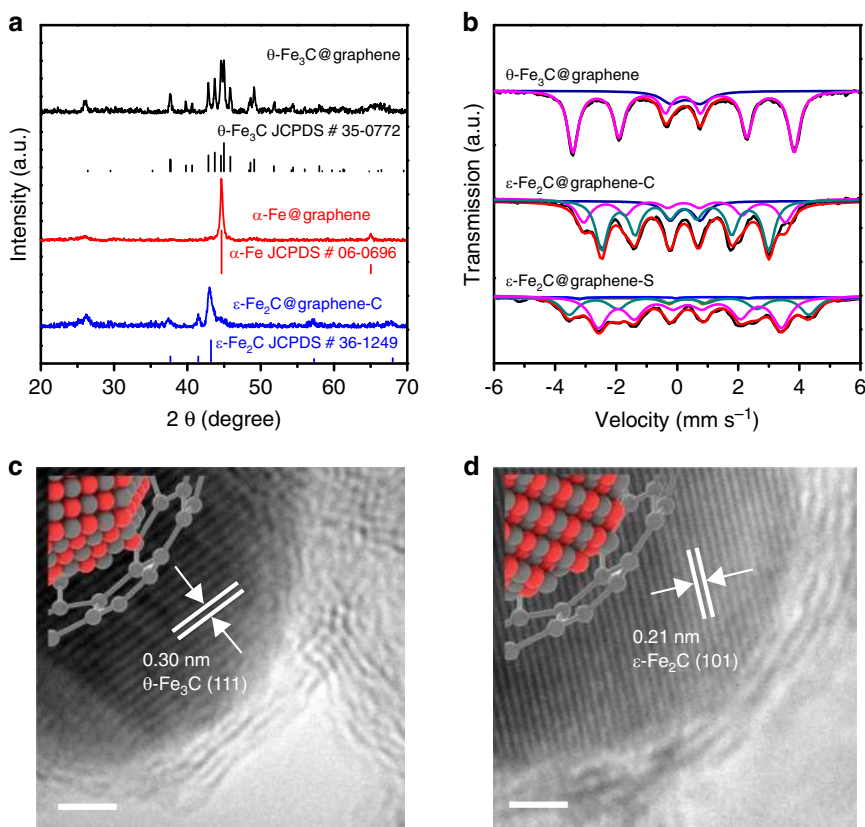 a
θ-Fe3C@graphene
θ-Fe3C JCPDS # 35-0772
α-Fe@graphene
α-Fe JCPDS # 06-0696
ε-Fe2C@graphene-C
ε-Fe2C JCPDS # 36-1249
Intensity (a.u.)
20 30 40 50 60 70
2 θ (degree)
b
θ-Fe3C@graphene
ε-Fe2C@graphene-C
ε-Fe2C@graphene-S
Transmission (a.u.)
-6 -4 -2 0 2 4 6
Velocity (mm s⁻¹)
c
0.30 nm
θ-Fe3C (111)
d
0.21 nm
ε-Fe2C (101)